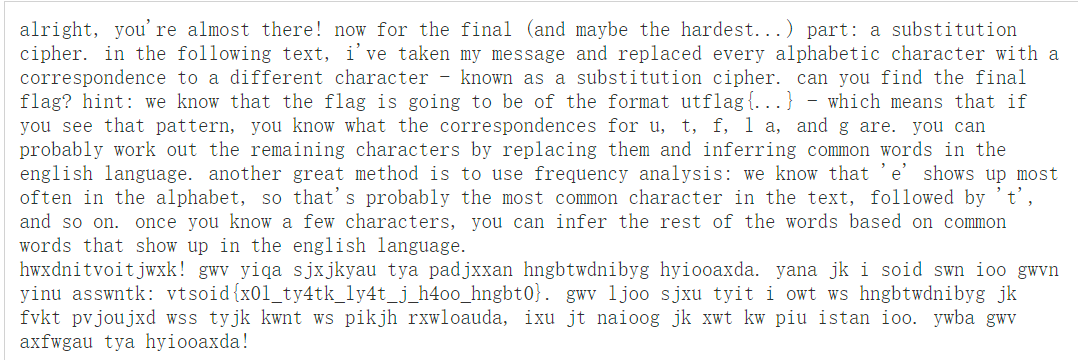 alright, you're almost there! now for the final (and maybe the hardest...) part: a substitution
cipher. in the following text, i've taken my message and replaced every alphabetic character with a
correspondence to a different character - known as a substitution cipher. can you find the final
flag? hint: we know that the flag is going to be of the format utflag{...} - which means that if
you see that pattern, you know what the correspondences for u, t, f, l a, and g are. you can
probably work out the remaining characters by replacing them and inferring common words in the
english language. another great method is to use frequency analysis: we know that 'e' shows up most
often in the alphabet, so that's probably the most common character in the text, followed by 't',
and so on. once you know a few characters, you can infer the rest of the words based on common
words that show up in the english language.
hwxdnitvoitjwxk! gwv yiqa sjxjkyau tya padjxxan hngbtwdnibyg hyiooaxda. yana jk i soid swn ioo gwvn
yinu asswntk: vtsoid{x0l_ty4tk_ly4t_j_h4oo_hngbt0}. gwv ljoo sjxu tyit i owt ws hngbtwdnibyg jk
fvkt pvjoujxd wss tyjk kwnt ws pikjh rxwloauda, ixu jt naioog jk xwt kw piu istan ioo. ywba gwv
axfwgau tya hyiooaxda!